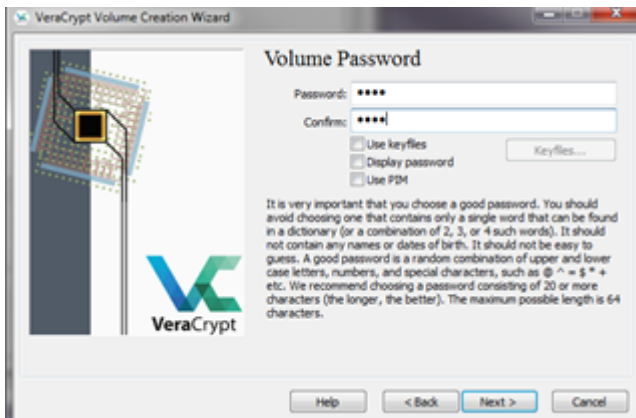 VeraCrypt Volume Creation Wizard
Volume Password
Password: ••••
Confirm: ••••
Use keyfiles
Keyfiles...
Display password
Use PIM
It is very important that you choose a good password. You should
avoid choosing one that contains only a single word that can be found
in a dictionary (or a combination of 2, 3, or 4 such words). It should
not contain any names or dates of birth. It should not be easy to
guess. A good password is a random combination of upper and lower
case letters, numbers, and special characters, such as @ ^ = $ * +
etc. We recommend choosing a password consisting of 20 or more
characters (the longer, the better). The maximum possible length is 64
characters.
VeraCrypt
Help
< Back
Next >
Cancel